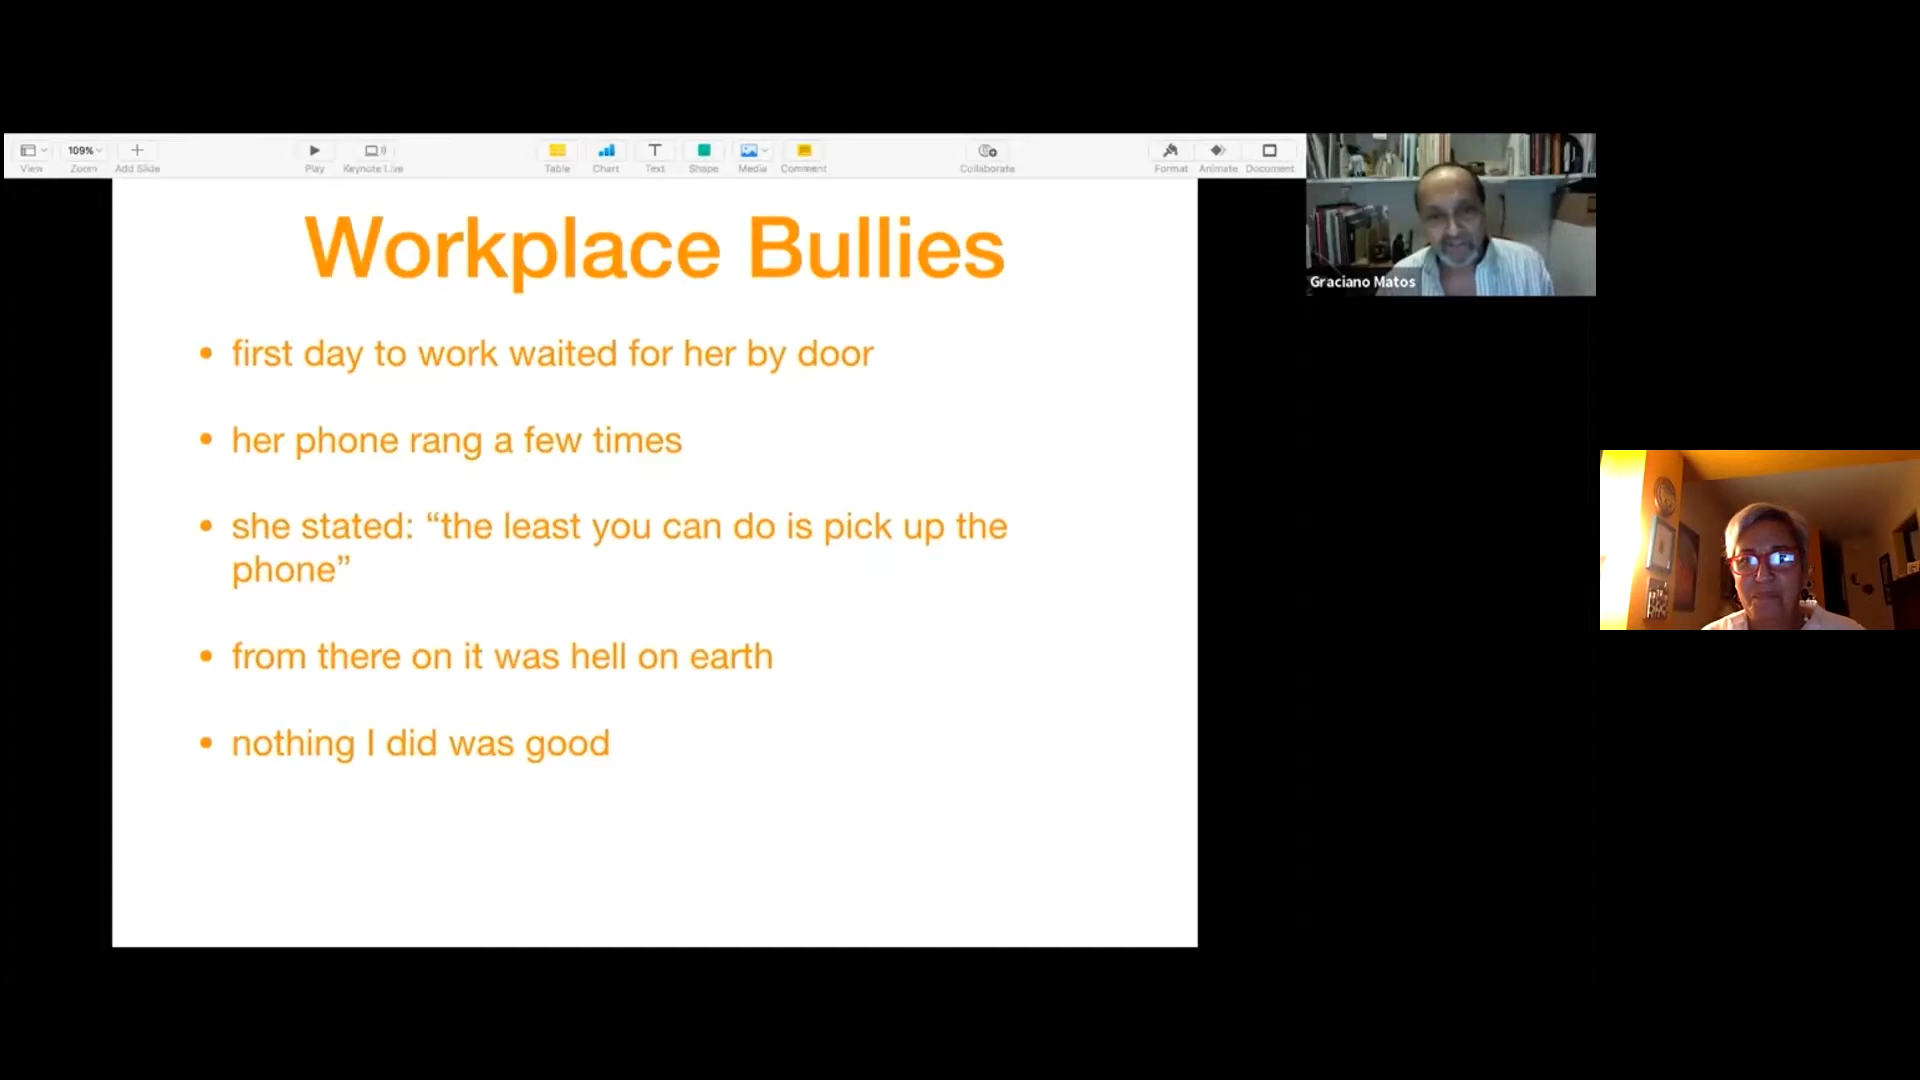 109%
View
Zoom
Add Slide
Play
Keynote Live
Table
Chart
Text
Shape
Media
Comment
Collaborate
Format
Animate
Document
Graciano Matos
Workplace Bullies
• first day to work waited for her by door
• her phone rang a few times
• she stated: “the least you can do is pick up the
phone”
• from there on it was hell on earth
• nothing I did was good